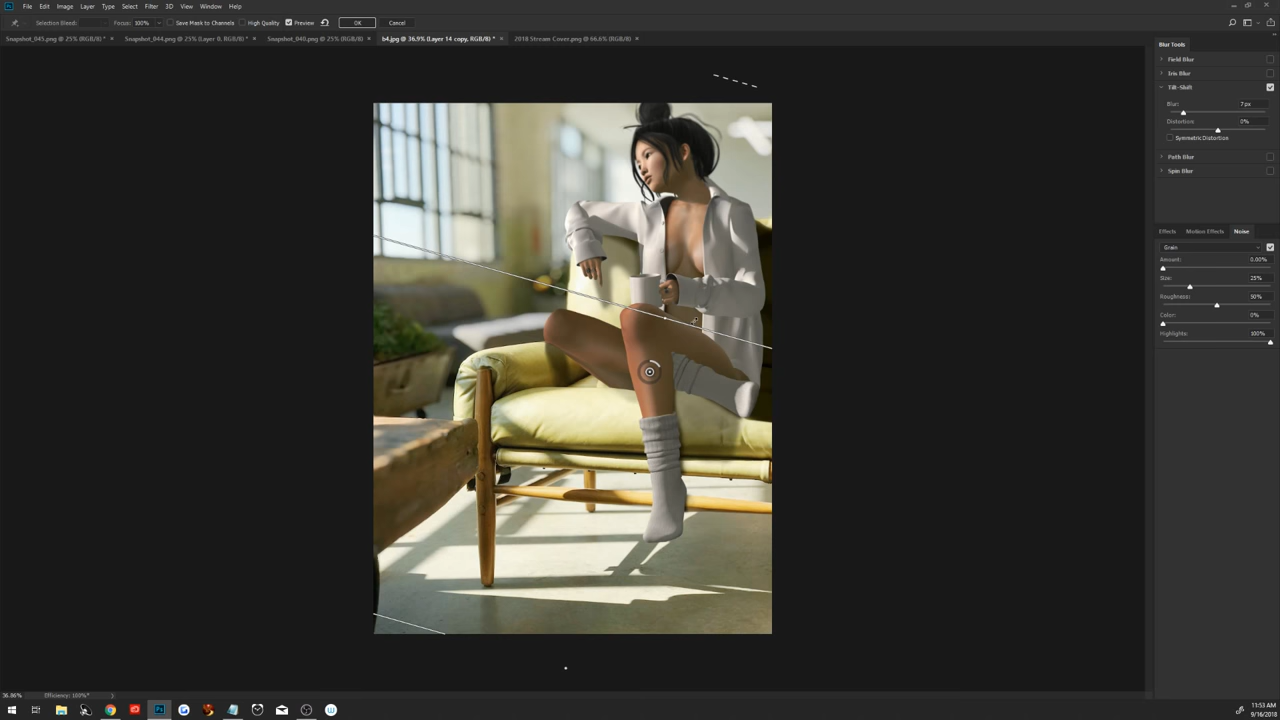 File Edit Image Layer Type Select Filter 3D View Window Help
Selection Bleed: Focus: 100% Save Mask to Channels High Quality Preview OK Cancel
Snapshot_045.png @ 25% (RGB/8) * × Snapshot_044.png @ 25% (Layer 0, RGB/8) * × Snapshot_040.png @ 25% (RGB/8) × b4.jpg @ 36.9% (Layer 14 copy, RGB/8) * × 2018 Stream Cover.png @ 66.6% (RGB/8) ×
Blur Tools
Field Blur
Iris Blur
Tilt-Shift
Blur: 7 px
Distortion: 0%
Symmetric Distortion
Path Blur
Spin Blur
Effects Motion Effects Noise
Grain
Amount: 0.00%
Size: 25%
Roughness: 50%
Color: 0%
Highlights: 100%
36.86% Efficiency: 100%*
11:53 AM
9/16/2018